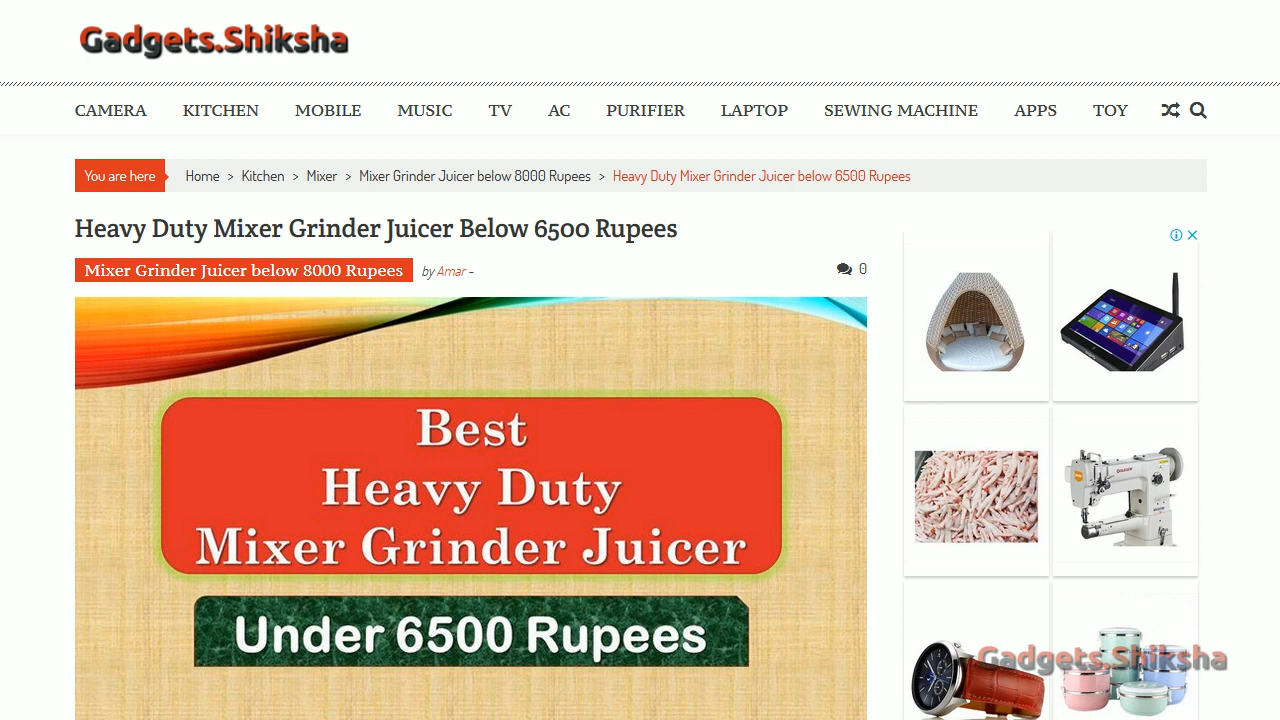 Gadgets.Shiksha
CAMERA KITCHEN MOBILE MUSIC TV AC PURIFIER LAPTOP SEWING MACHINE APPS TOY
You are here Home > Kitchen > Mixer > Mixer Grinder Juicer below 8000 Rupees > Heavy Duty Mixer Grinder Juicer below 6500 Rupees
Heavy Duty Mixer Grinder Juicer Below 6500 Rupees
Mixer Grinder Juicer below 8000 Rupees by Amar - 0
Best
Heavy Duty
Mixer Grinder Juicer
Under 6500 Rupees
Gadgets.Shiksha